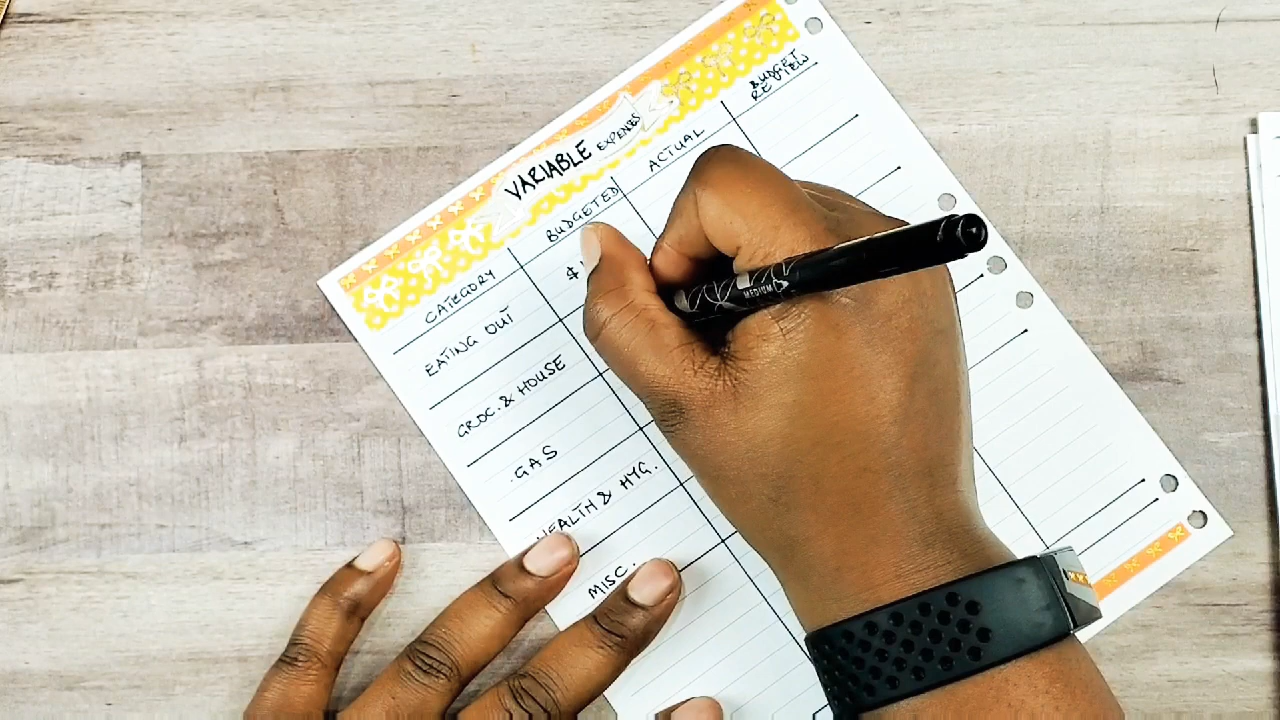 VARIABLE EXPENSES
CATEGORY BUDGETED ACTUAL BUDGET REVIEW
EATING OUT $
GROC. & HOUSE
GAS
HEALTH & HYG.
MISC.
MEDIUM